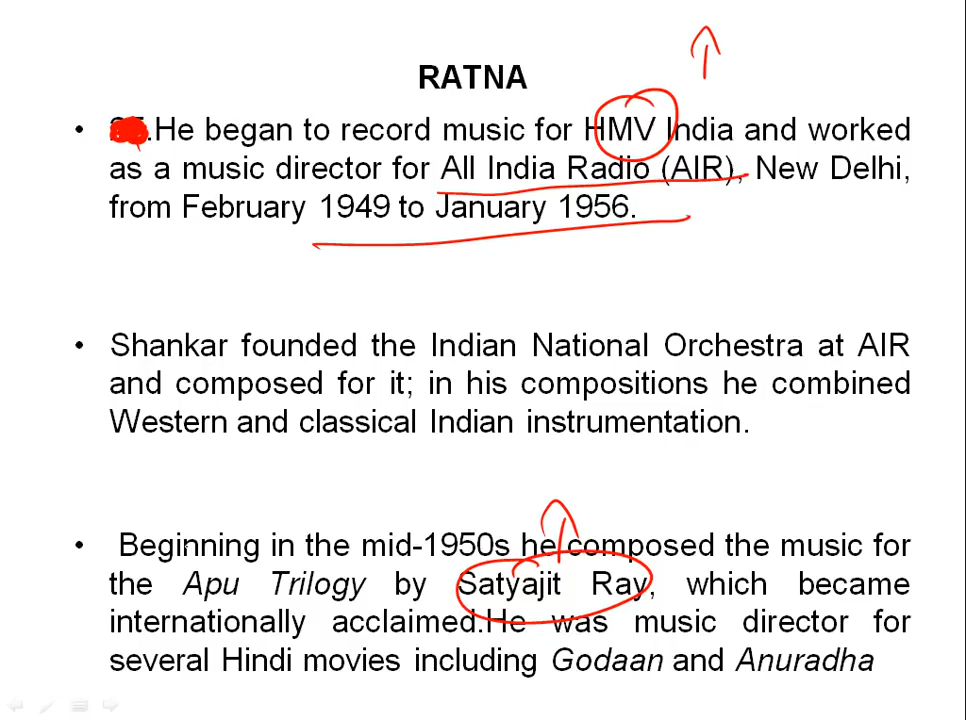 RATNA
• .He began to record music for HMV India and worked
as a music director for All India Radio (AIR), New Delhi,
from February 1949 to January 1956.
• Shankar founded the Indian National Orchestra at AIR
and composed for it; in his compositions he combined
Western and classical Indian instrumentation.
• Beginning in the mid-1950s he composed the music for
the Apu Trilogy by Satyajit Ray, which became
internationally acclaimed.He was music director for
several Hindi movies including Godaan and Anuradha